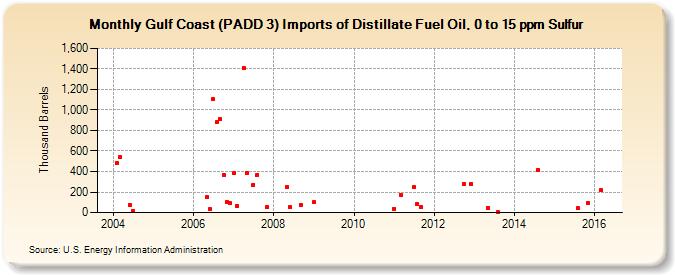 Monthly Gulf Coast (PADD 3) Imports of Distillate Fuel Oil, 0 to 15 ppm Sulfur
Thousand Barrels
1,600
1,400
1,200
1,000
800
600
400
200
0
2004 2006 2008 2010 2012 2014 2016
Source: U.S. Energy Information Administration